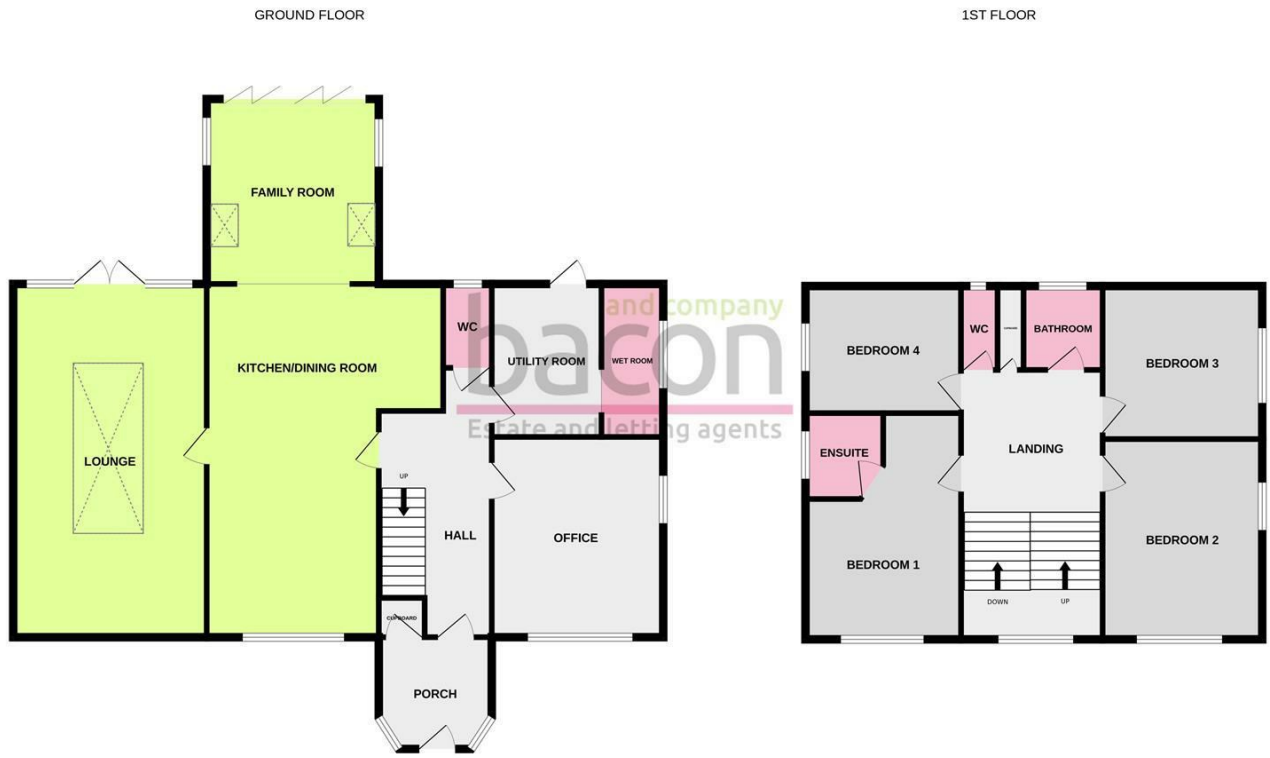 GROUND FLOOR
1ST FLOOR
FAMILY ROOM
and company
bacon
Estate and letting agents
WC
KITCHEN/DINING ROOM
UTILITY ROOM
WET ROOM
LOUNGE
UP
HALL
OFFICE
CUPBOARD
PORCH
BEDROOM 4
WC
BATHROOM
BEDROOM 3
ENSUITE
LANDING
BEDROOM 1
BEDROOM 2
DOWN
UP